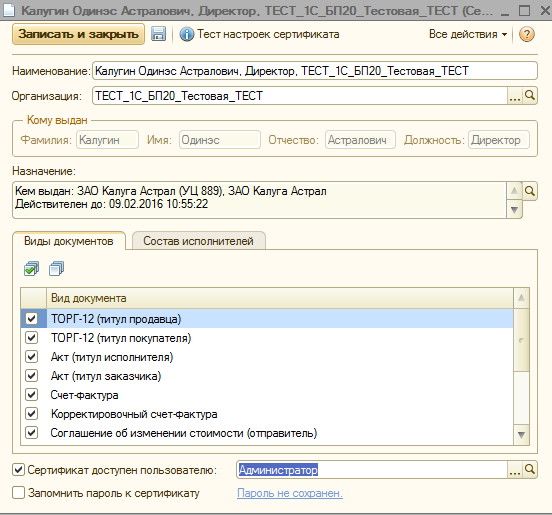 Калугин Одинэс Астралович, Директор, ТЕСТ_1С_БП20_Тестовая_ТЕСТ (Се...
Записать и закрыть Тест настроек сертификата Все действия
Наименование: Калугин Одинэс Астралович, Директор, ТЕСТ_1С_БП20_Тестовая_ТЕСТ
Организация: ТЕСТ_1С_БП20_Тестовая_ТЕСТ ...
Кому выдан
Фамилия: Калугин Имя: Одинэс Отчество: Астралович Должность: Директор
Назначение:
Кем выдан: ЗАО Калуга Астрал (УЦ 889), ЗАО Калуга Астрал
Действителен до: 09.02.2016 10:55:22
Виды документов Состав исполнителей
Вид документа
ТОРГ-12 (титул продавца)
ТОРГ-12 (титул покупателя)
Акт (титул исполнителя)
Акт (титул заказчика)
Счет-фактура
Корректировочный счет-фактура
Соглашение об изменении стоимости (отправитель)
Сертификат доступен пользователю: Администратор ...
Запомнить пароль к сертификату Пароль не сохранен.